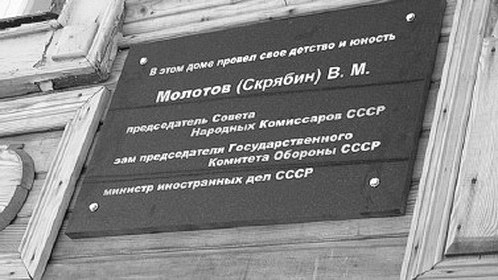 В этом доме провел свое детство и юность
Молотов (Скрябин) В. М.
председатель Совета
Народных Комиссаров СССР
зам председателя Государственного
Комитета Обороны СССР
министр иностранных дел СССР